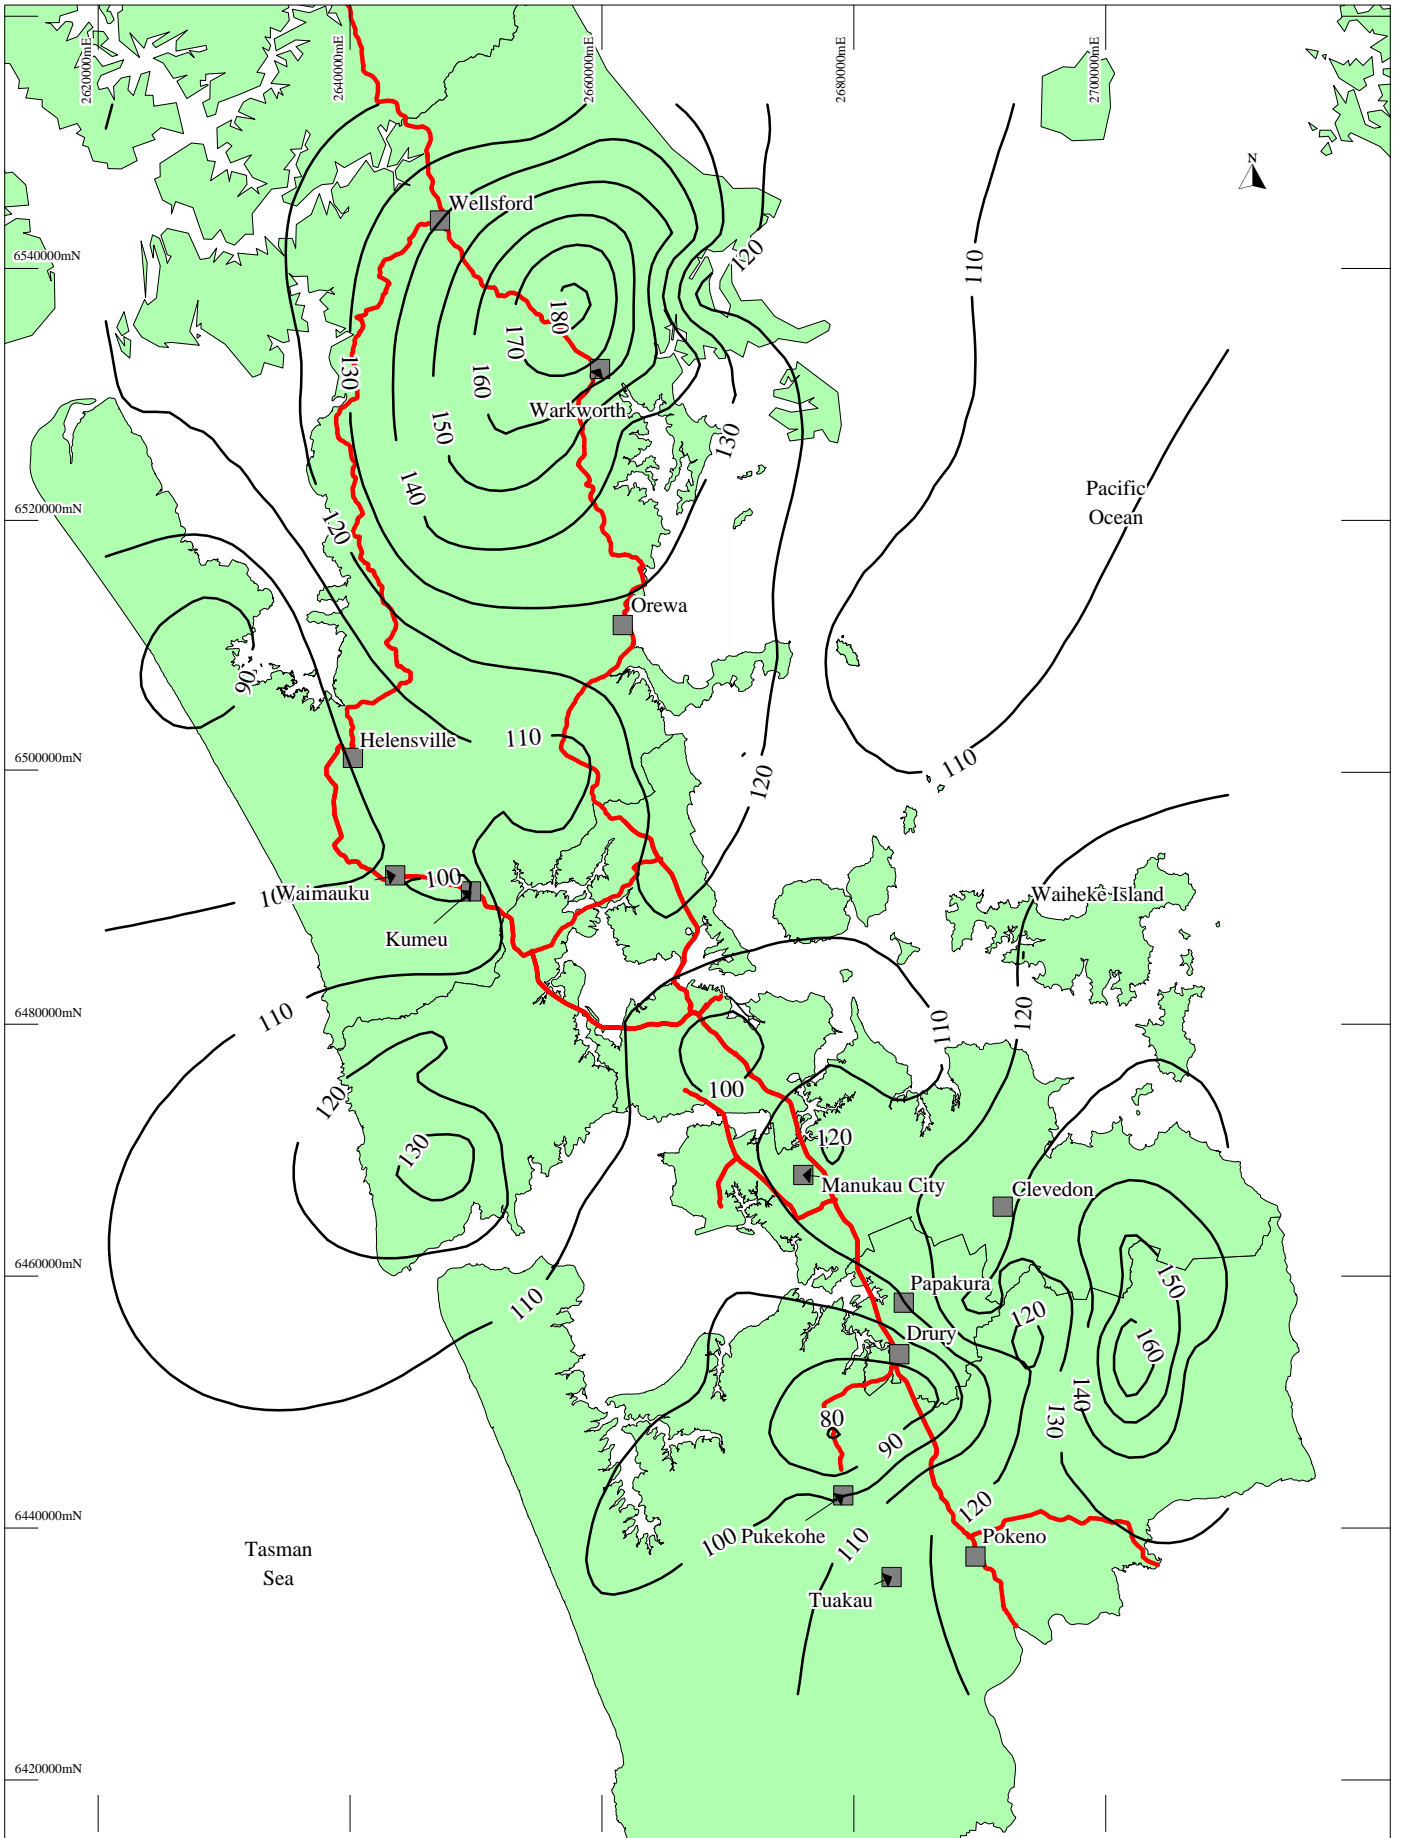 2620000mE
2640000mE
2660000mE
2680000mE
2700000mE
N
Wellsford
120
6540000mN
110
180
170
130
160
Warkworth
150
130
140
Pacific
Ocean
6520000mN
120
Orewa
90
110
Helensville
110
6500000mN
120
100
Waimauku
Waiheke Island
Kumeu
110
6480000mN
110
120
120
100
130
120
Manukau City
Clevedon
6460000mN
150
110
Papakura
120
Drury
160
140
80
130
90
120
6440000mN
100
Pukekohe
110
Pokeno
Tasman
Sea
Tuakau
6420000mN